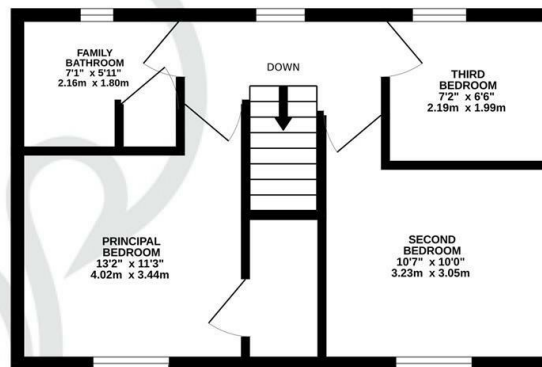 FAMILY
BATHROOM
7'1" x 5'11"
2.16m x 1.80m
DOWN
THIRD
BEDROOM
7'2" x 6'6"
2.19m x 1.99m
PRINCIPAL
BEDROOM
13'2" x 11'3"
4.02m x 3.44m
SECOND
BEDROOM
10'7" x 10'0"
3.23m x 3.05m